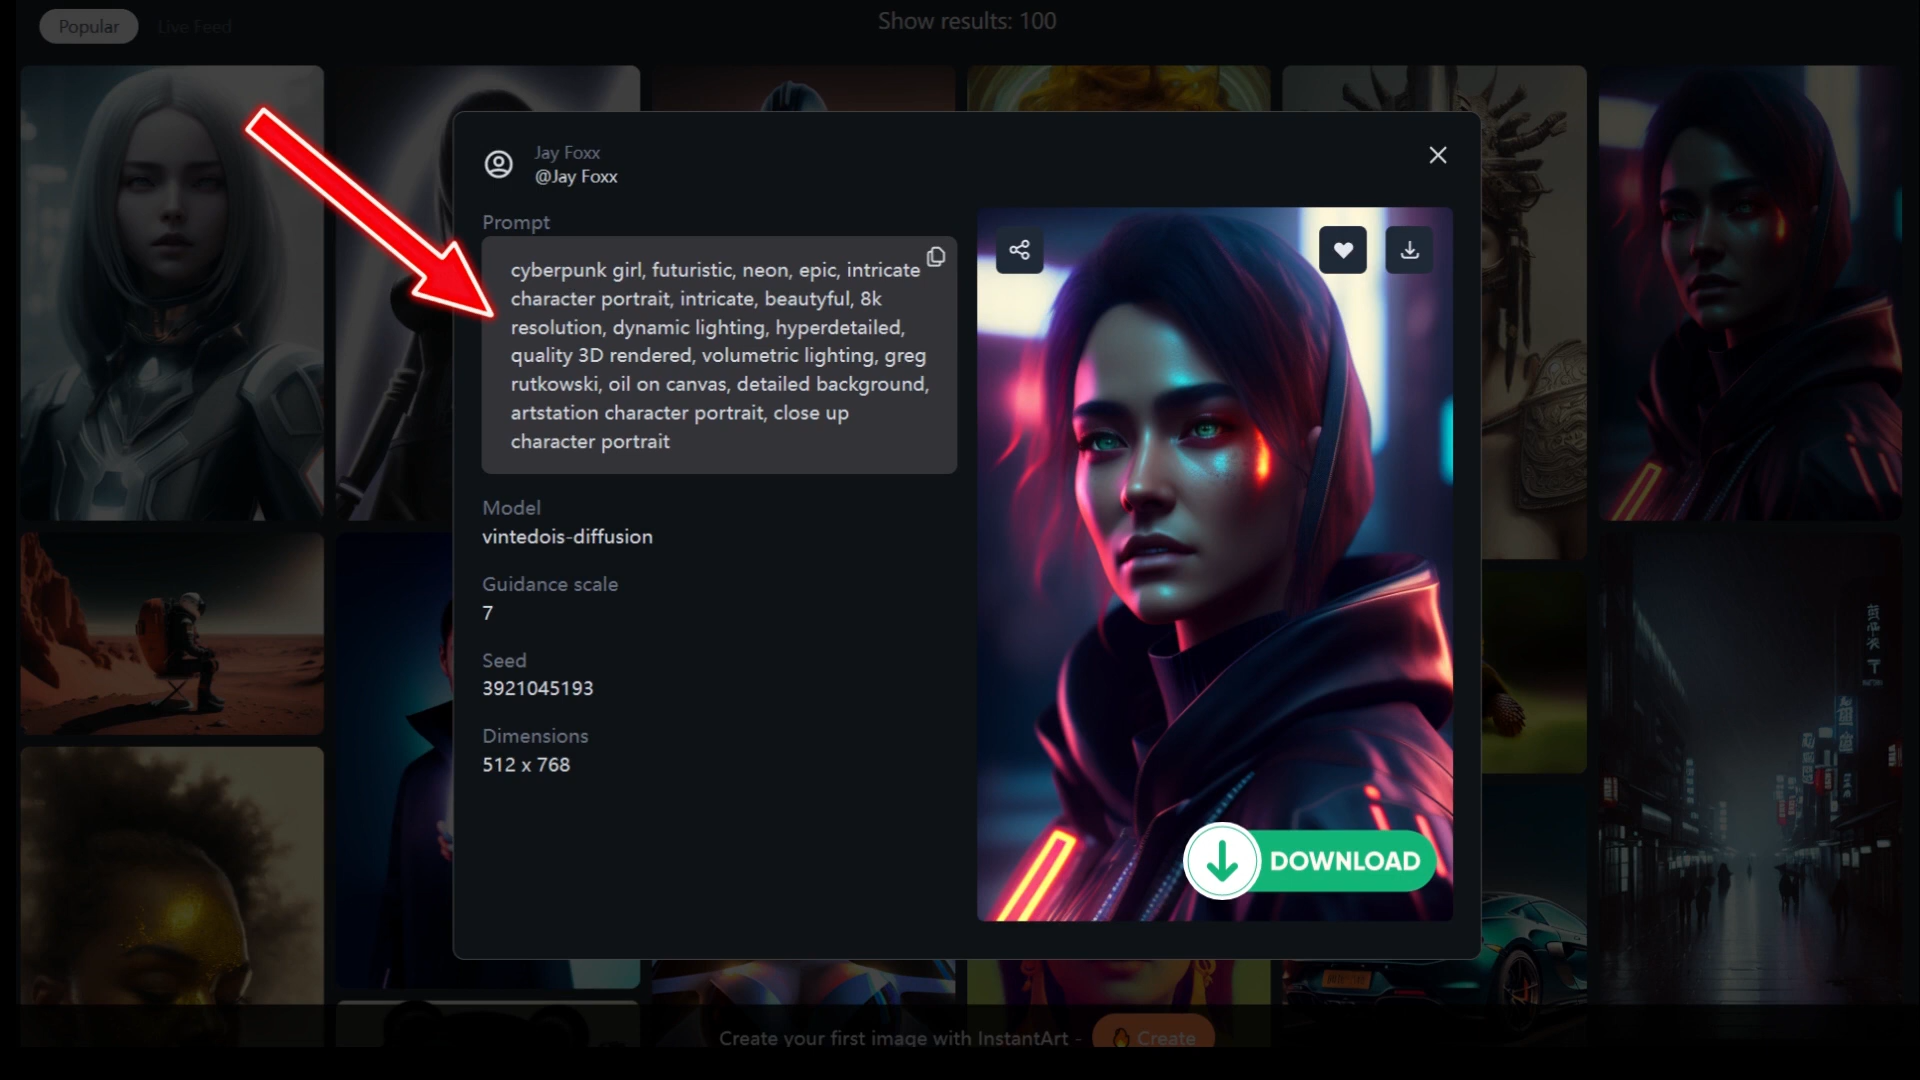 Popular
Live Feed
Show results: 100
Jay Foxx
@Jay Foxx
Prompt
cyberpunk girl, futuristic, neon, epic, intricate
character portrait, intricate, beautyful, 8k
resolution, dynamic lighting, hyperdetailed,
quality 3D rendered, volumetric lighting, greg
rutkowski, oil on canvas, detailed background,
artstation character portrait, close up
character portrait
Model
vintedois-diffusion
Guidance scale
7
Seed
3921045193
Dimensions
512 x 768
DOWNLOAD
Create your first image with InstantArt -
Create